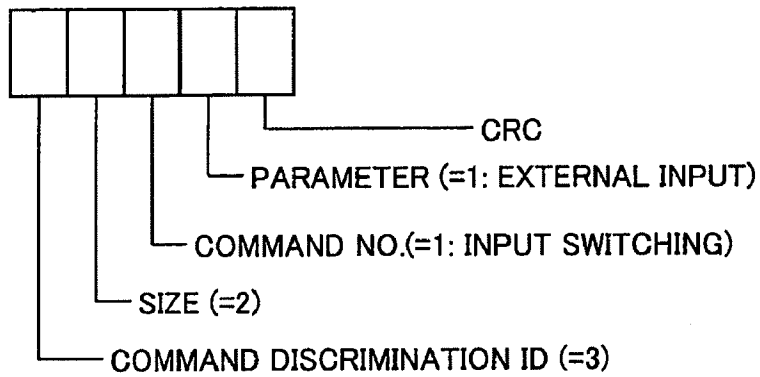 CRC
PARAMETER (=1: EXTERNAL INPUT)
COMMAND NO.(=1: INPUT SWITCHING)
SIZE (=2)
COMMAND DISCRIMINATION ID (=3)